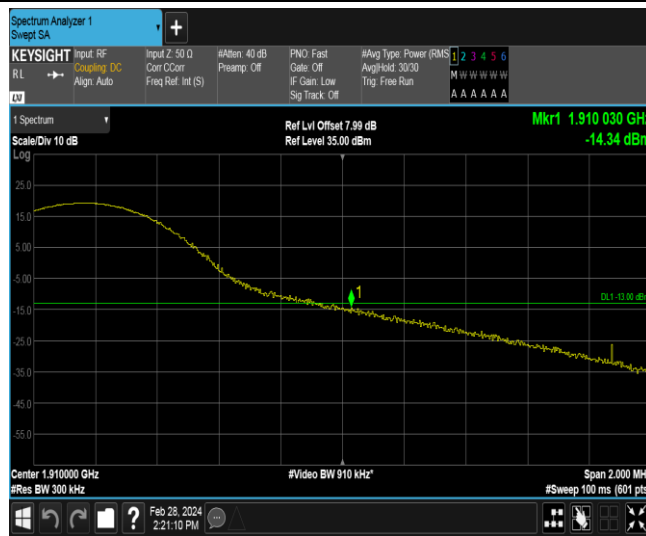 Spectrum Analyzer 1
Swept SA
KEYSIGHT
RL
Input: RF
Coupling: DC
Align: Auto
Input Z: 50 Ω
Corr CCorr
Freq Ref: Int (S)
#Atten: 40 dB
Preamp: Off
PNO: Fast
Gate: Off
IF Gain: Low
Sig Track: Off
#Avg Type: Power (RMS
Avg|Hold: 30/30
Trig: Free Run
1 2 3 4 5 6
M W W W W W
A A A A A A
1 Spectrum
Scale/Div 10 dB
Ref Lvl Offset 7.99 dB
Ref Level 35.00 dBm
Mkr1 1.910 030 GHz
-14.34 dBm
Log
25.0
15.0
5.00
-5.00
-15.0
-25.0
-35.0
-45.0
-55.0
1
DL1 -13.00 dBm
Center 1.910000 GHz
#Res BW 300 kHz
#Video BW 910 kHz*
Span 2.000 MH
#Sweep 100 ms (601 pts
Feb 28, 2024
2:21:10 PM